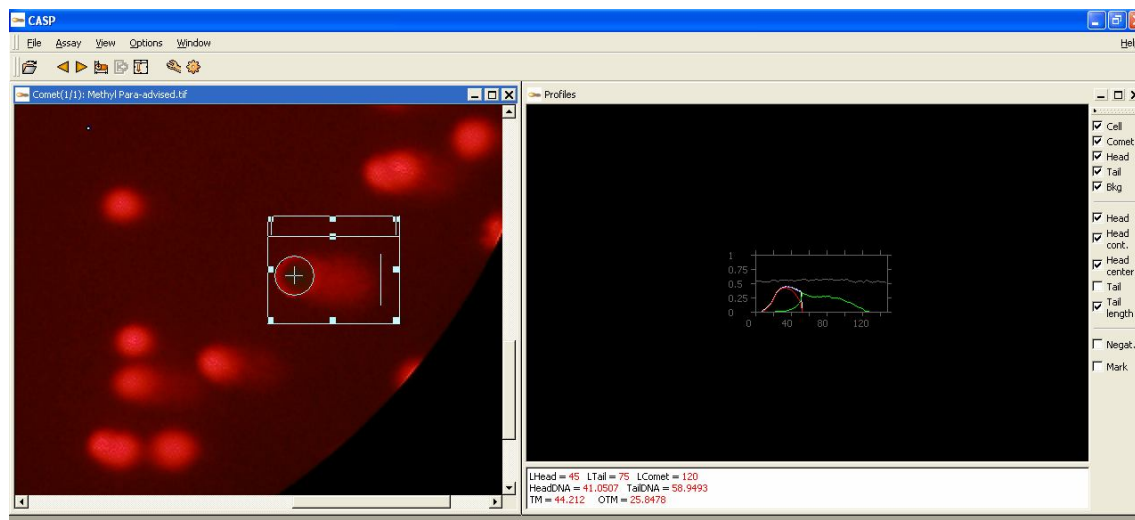 CASP
File Assay View Options Window Hel
Comet(1/1): Methyl Para-advised.tif
Profiles
Cell
Comet
Head
Tail
Bkg
Head
Head
cont.
Head
center
Tail
Tail
length
Negat.
Mark
1
0.75
0.5
0.25
0
0 40 80 120
LHead = 45 LTail = 75 LComet = 120
HeadDNA = 41.0507 TailDNA = 58.9493
TM = 44.212 OTM = 25.8478